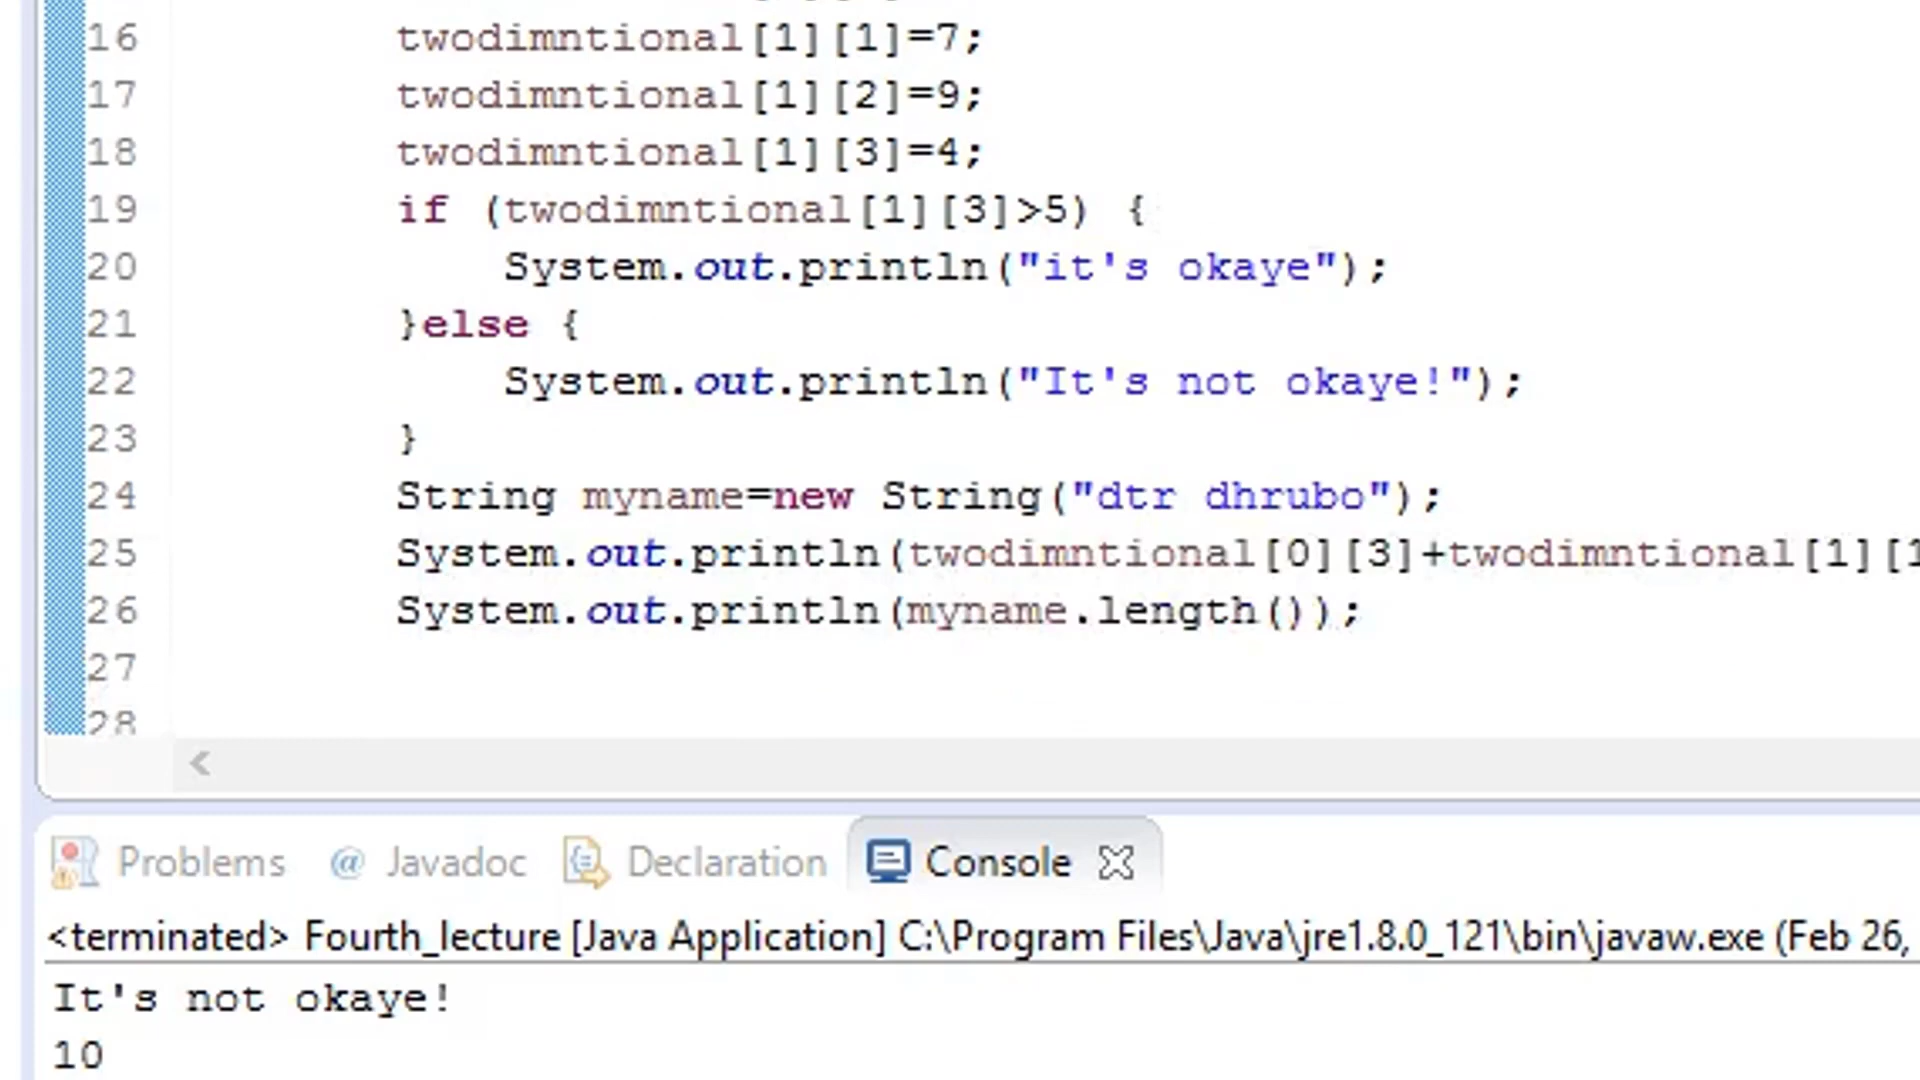 16 twodimntional[1][1]=7;
17 twodimntional[1][2]=9;
18 twodimntional[1][3]=4;
19 if (twodimntional[1][3]>5) {
20 System.out.println("it's okaye");
21 }else {
22 System.out.println("It's not okaye!");
23 }
24 String myname=new String("dtr dhrubo");
25 System.out.println(twodimntional[0][3]+twodimntional[1][1
26 System.out.println(myname.length());
27
28
Problems @ Javadoc Declaration Console
<terminated> Fourth_lecture [Java Application] C:\Program Files\Java\jre1.8.0_121\bin\javaw.exe (Feb 26,
It's not okaye!
10